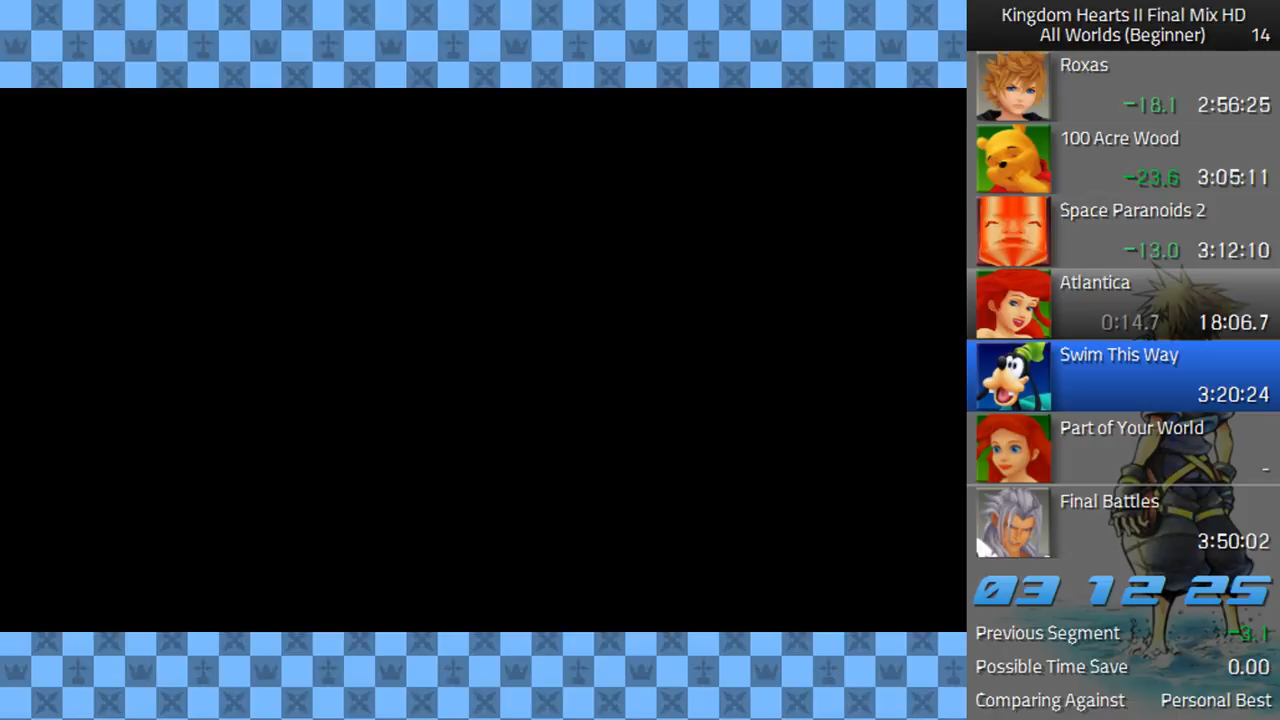 Kingdom Hearts II Final Mix HD
All Worlds (Beginner) 14
Roxas
-18.1 2:56:25
100 Acre Wood
-23.6 3:05:11
Space Paranoids 2
-13.0 3:12:10
Atlantica
0:14.7 18:06.7
Swim This Way
3:20:24
Part of Your World
-
Final Battles
3:50:02
03 12 25
Previous Segment -3.1
Possible Time Save 0.00
Comparing Against Personal Best